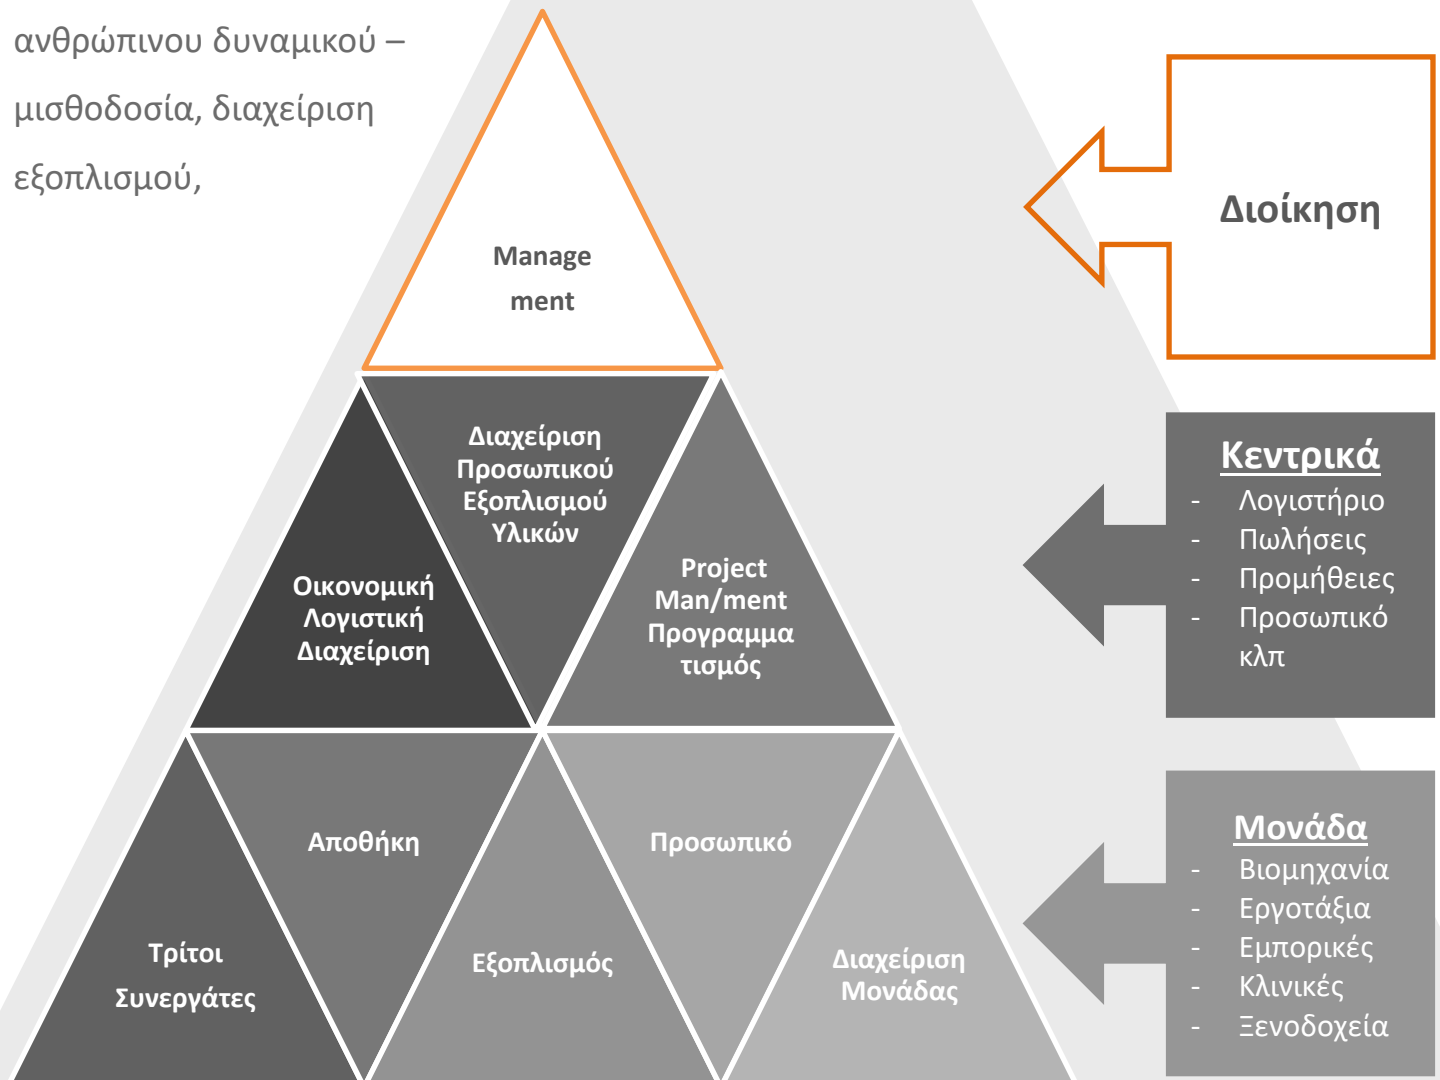 ανθρώπινου δυναμικού –
μισθοδοσία, διαχείριση
εξοπλισμού,
Manage
ment
Διοίκηση
Διαχείριση
Προσωπικού
Εξοπλισμού
Υλικών
Οικονομική
Λογιστική
Διαχείριση
Project
Man/ment
Προγραμμα
τισμός
Κεντρικά
- Λογιστήριο
- Πωλήσεις
- Προμήθειες
- Προσωπικό
κλπ
Αποθήκη
Προσωπικό
Τρίτοι
Συνεργάτες
Εξοπλισμός
Διαχείριση
Μονάδας
Μονάδα
- Βιομηχανία
- Εργοτάξια
- Εμπορικές
- Κλινικές
- Ξενοδοχεία